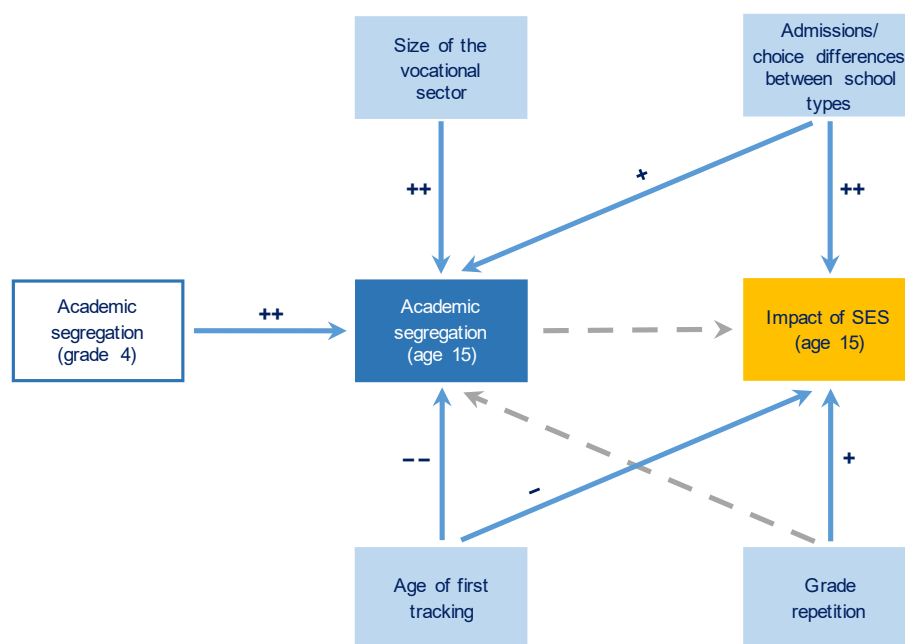 Size of the
vocational
sector
Admissions/
choice differences
between school
types
++
+
++
Academic
segregation
(grade 4)
++
Academic
segregation
(age 15)
Impact of SES
(age 15)
– –
–
+
Age of first
tracking
Grade
repetition